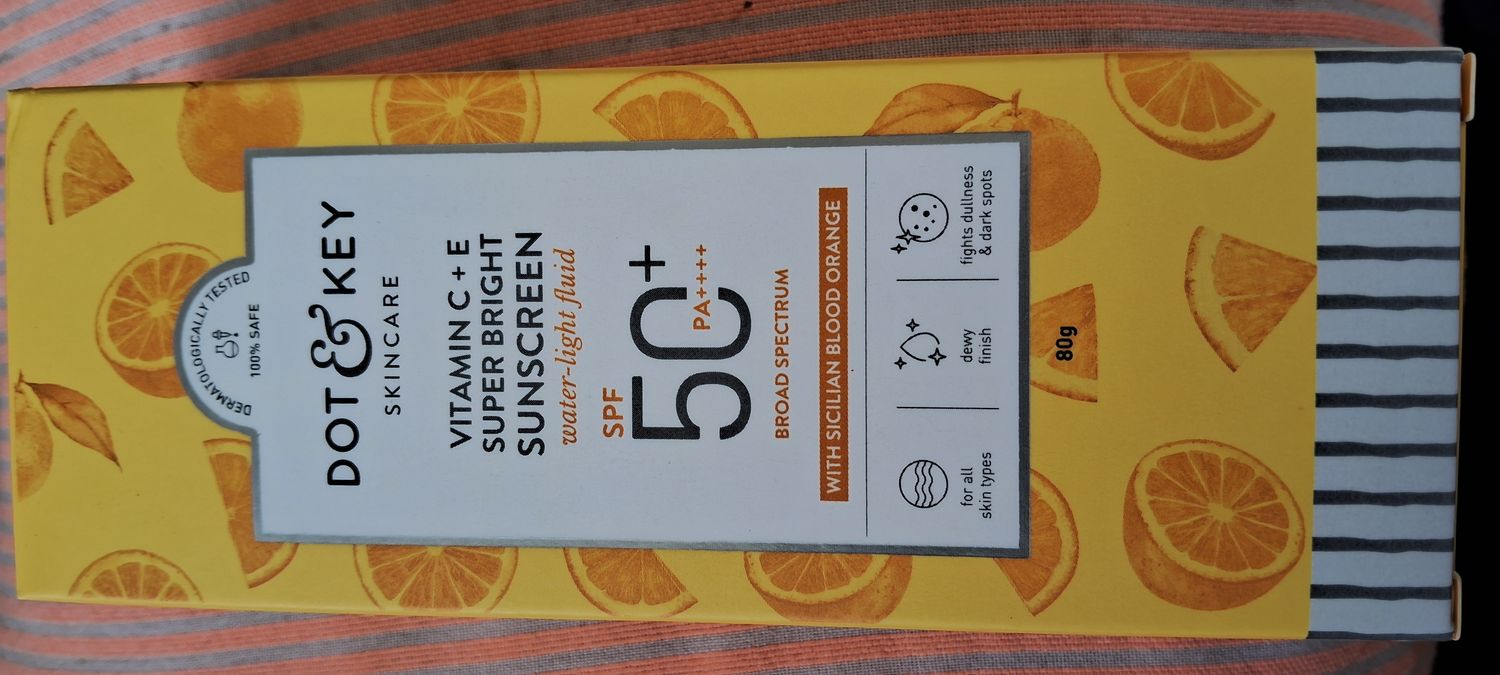 DERMATOLOGICALLY TESTED
100% SAFE
DOT & KEY
SKINCARE
VITAMIN C + E
SUPER BRIGHT
SUNSCREEN
water-light fluid
SPF
50+
PA++++
BROAD SPECTRUM
WITH SICILIAN BLOOD ORANGE
for all
skin types
dewy
finish
fights dullness
& dark spots
80g